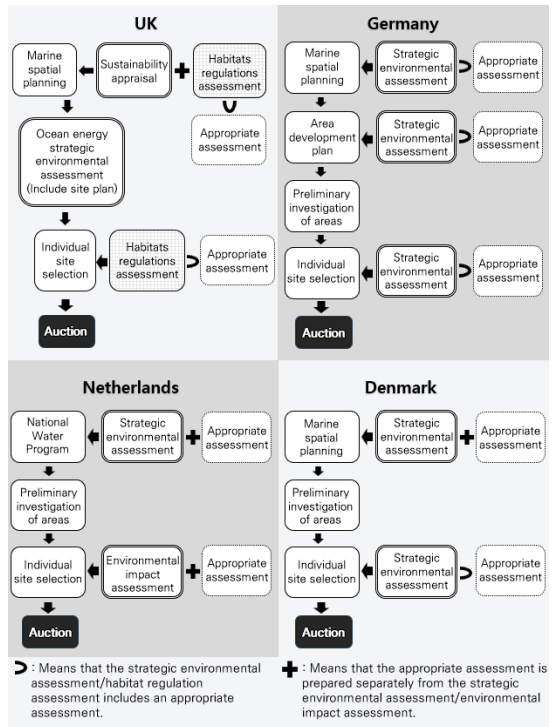 UK
Marine
spatial
planning
Sustainability
appraisal
Habitats
regulations
assessment
Appropriate
assessment
Ocean energy
strategic
environmental
assessment
(Include site plan)
Individual
site
selection
Habitats
regulations
assessment
Appropriate
assessment
Auction
Germany
Marine
spatial
planning
Strategic
environmental
assessment
Appropriate
assessment
Area
development
plan
Strategic
environmental
assessment
Appropriate
assessment
Preliminary
investigation
of areas
Individual
site selection
Strategic
environmental
assessment
Appropriate
assessment
Auction
Netherlands
National
Water
Program
Strategic
environmental
assessment
Appropriate
assessment
Preliminary
investigation
of areas
Individual
site selection
Environmental
impact
assessment
Appropriate
assessment
Auction
Denmark
Marine
spatial
planning
Strategic
environmental
assessment
Appropriate
assessment
Preliminary
investigation
of areas
Individual
site selection
Strategic
environmental
assessment
Appropriate
assessment
Auction
: Means that the strategic environmental
assessment/habitat regulation
assessment includes an appropriate
assessment.
: Means that the appropriate assessment is
prepared separately from the strategic
environmental assessment/environmental
impact assessment.